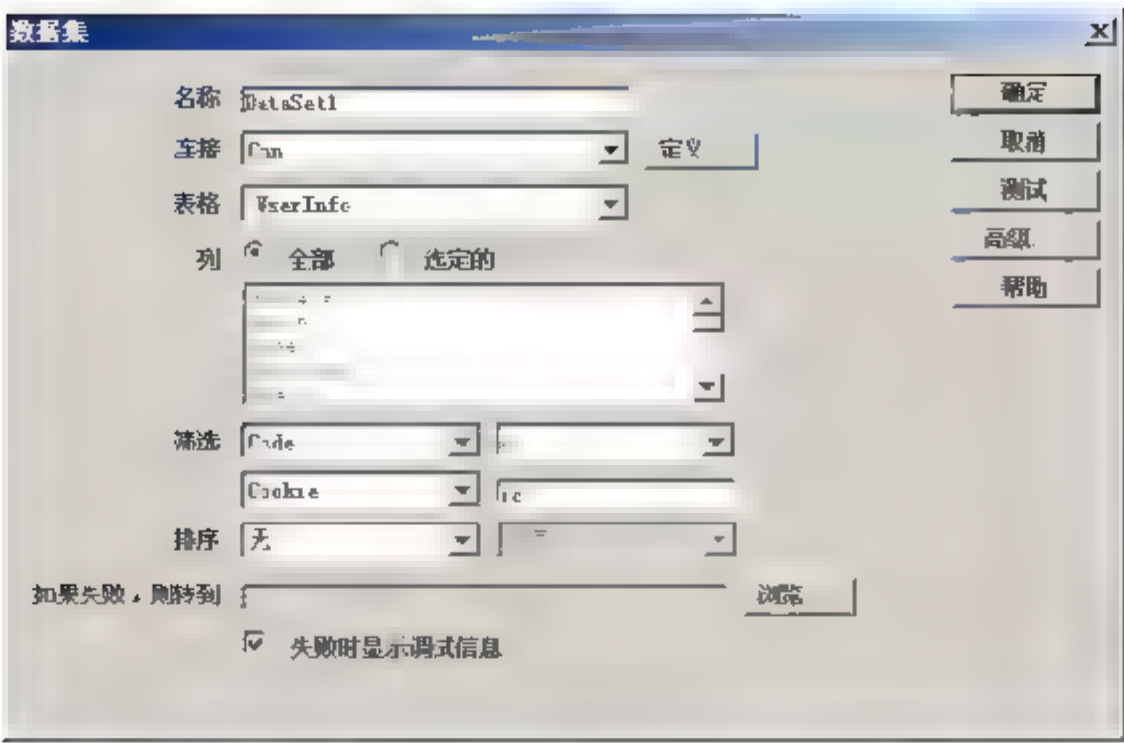 数据集
名称 DataSet1
确定
连接 Con 定义
取消
表格 UserInfo
测试
列 全部 选定的
高级
帮助
筛选 Code
Cookie
排序 无
如果失败，则转到 浏览
失败时显示调式信息